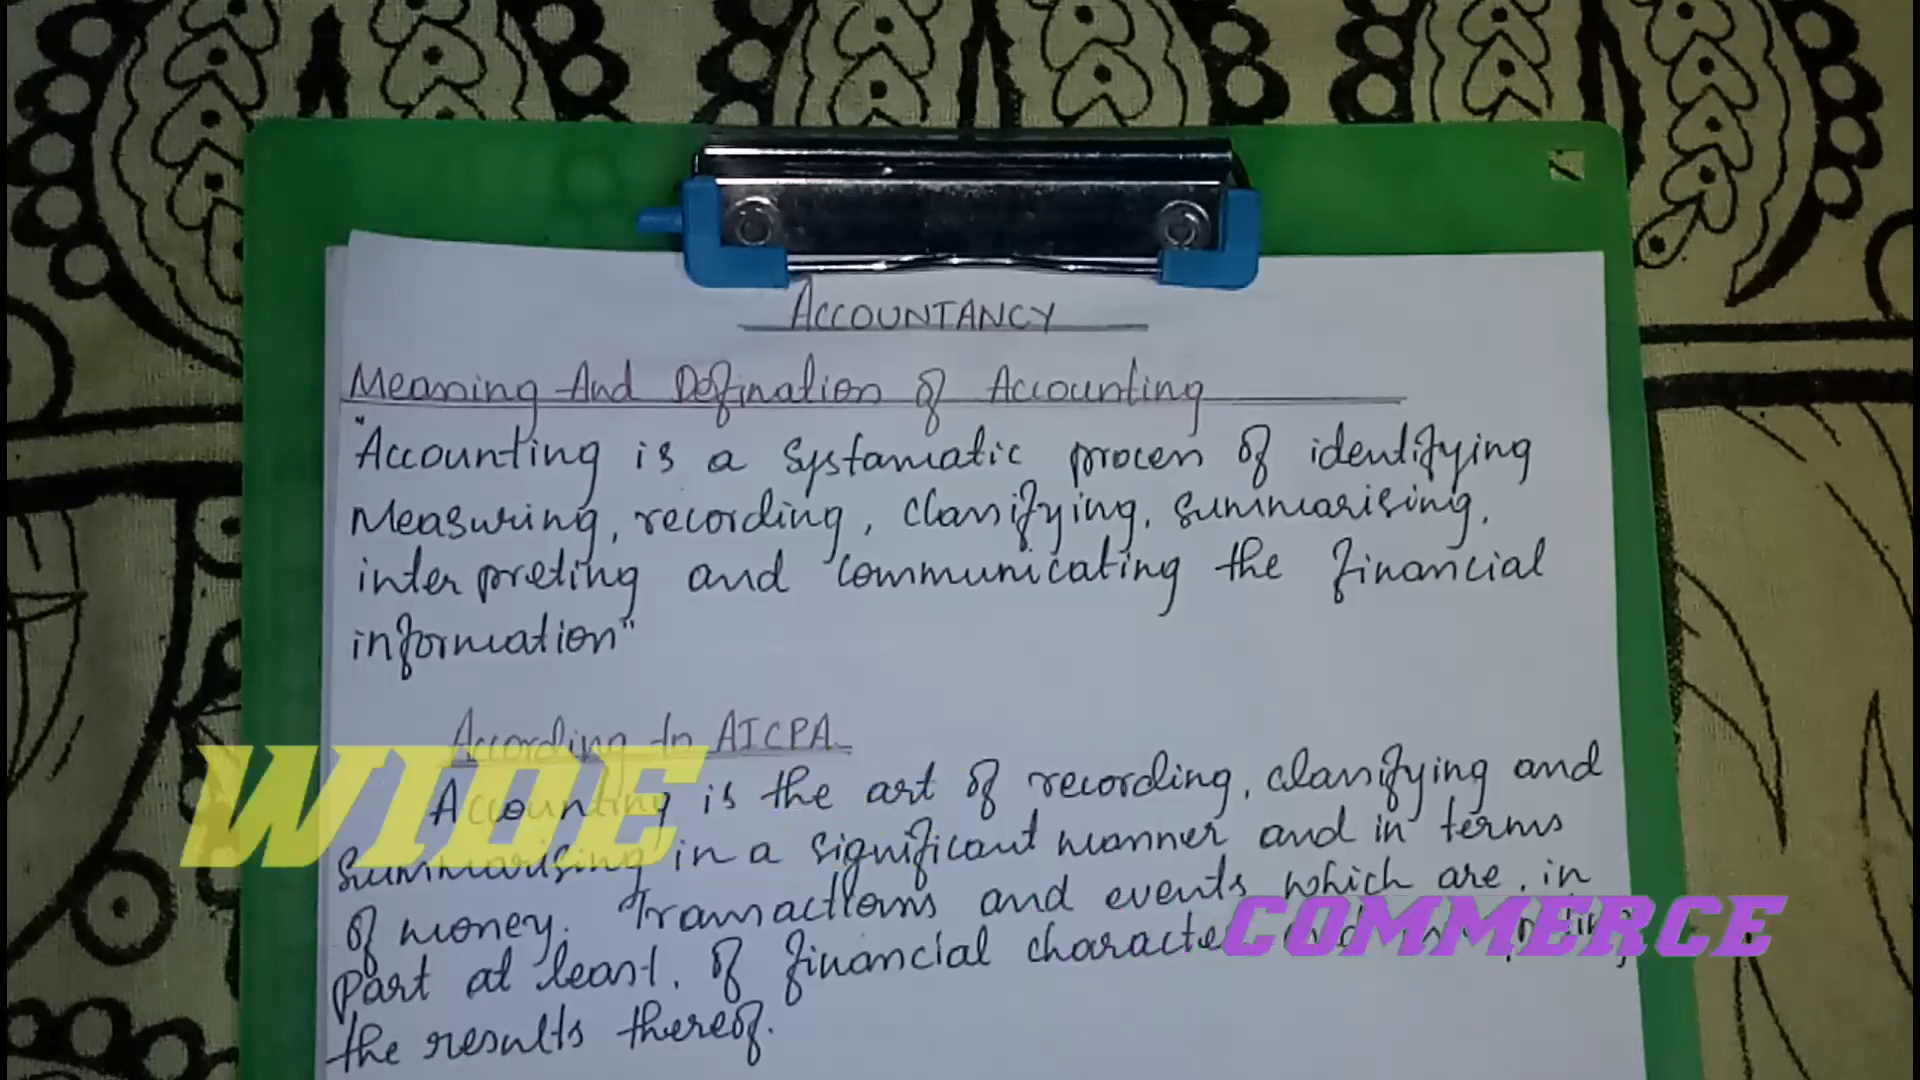 ACCOUNTANCY
Meaning And Defination of Accounting
"Accounting is a Systamatic process of identifying
Measuring, recording, classifying, summarising,
interpreting and communicating the financial
information"
According to AICPA
WIDE
Accounting is the art of recording, classifying and
Summarising in a significant manner and in terms
of money. Transactions and events which are, in
COMMERCE
Part at least, of financial character and interpreting
the results thereof.